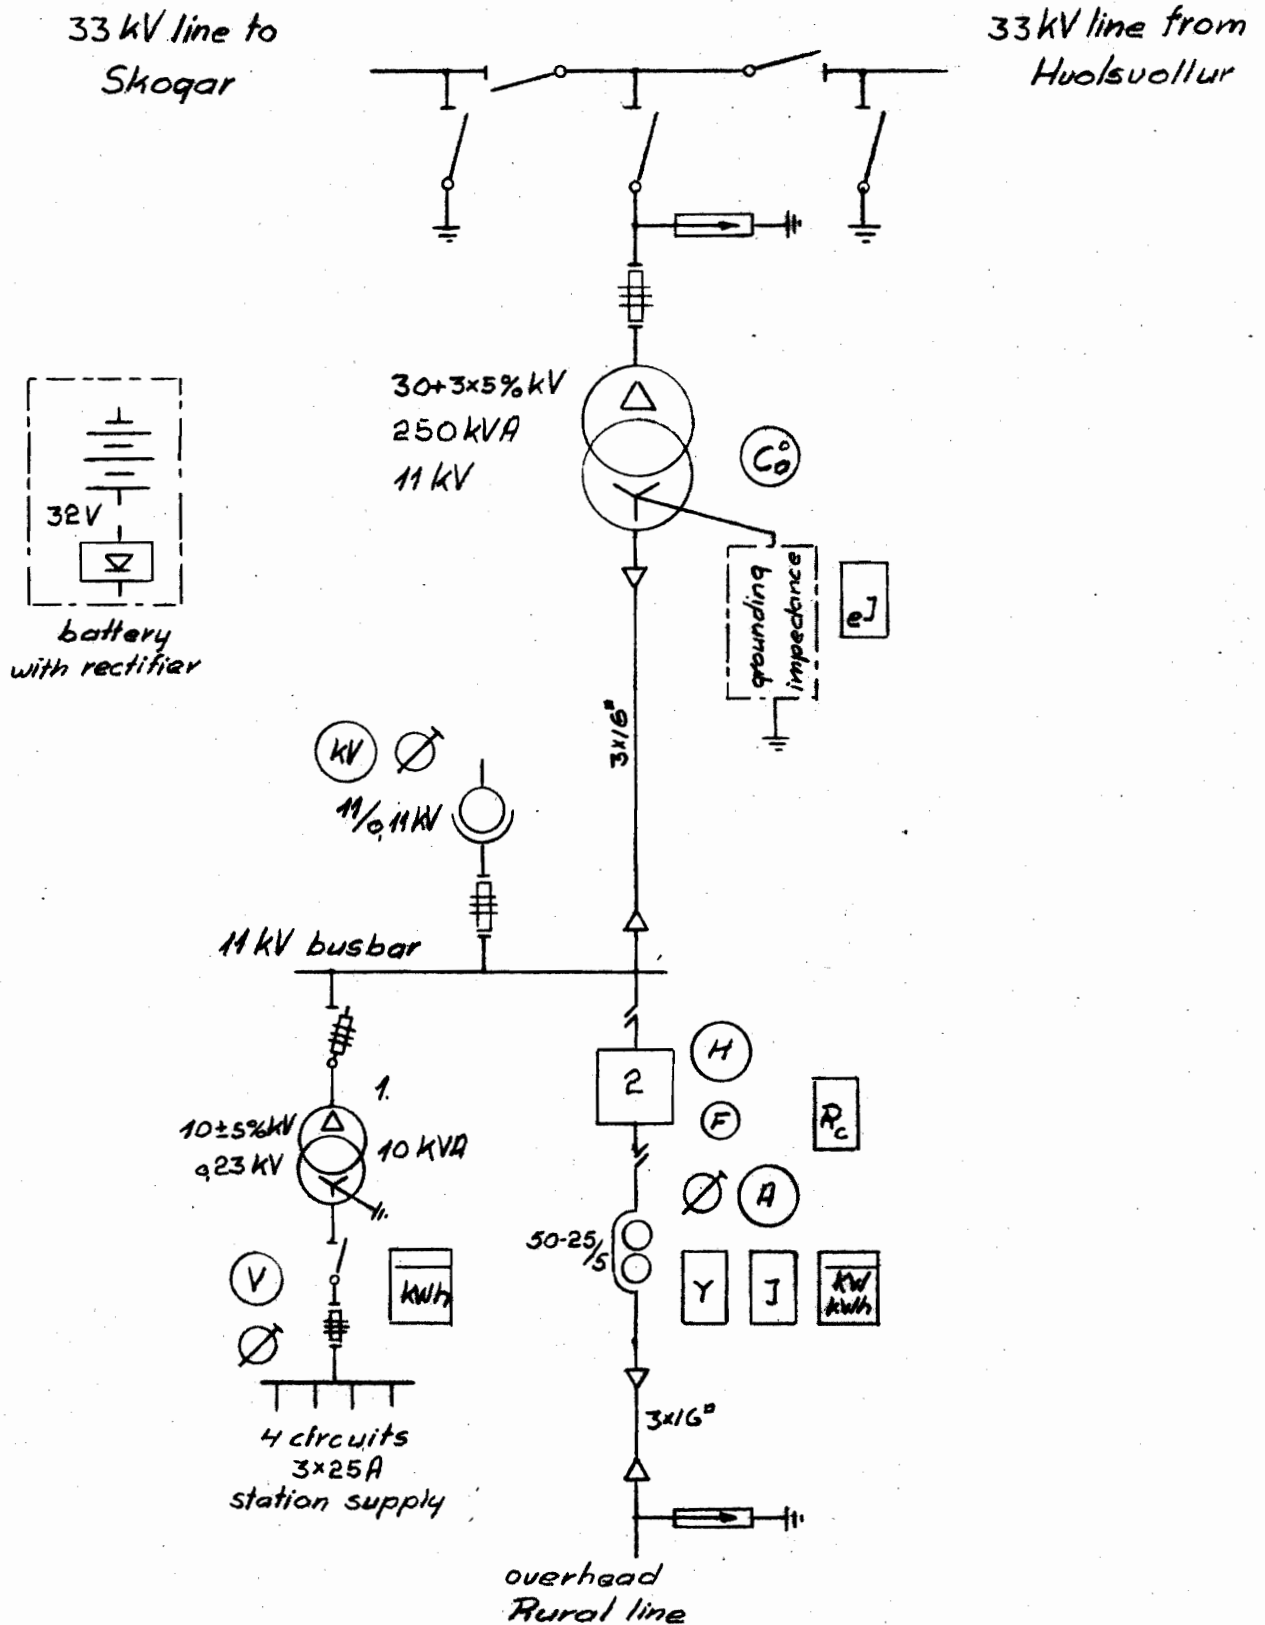 33 kV line to
Skogar
33 kV line from
Huolsvollur
30+3x5% kV
250 kVA
11 kV
C°
32V
battery
with rectifier
grounding
impedance
eJ
3x16□
kV
11/0,11 kV
11 kV busbar
1.
10±5%kV
0,23 kV
10 kVA
2
H
F
Rc
A
50-25/5
Y
J
kW
kWh
V
kWh
4 circuits
3x25A
station supply
3x16□
overhead
Rural line